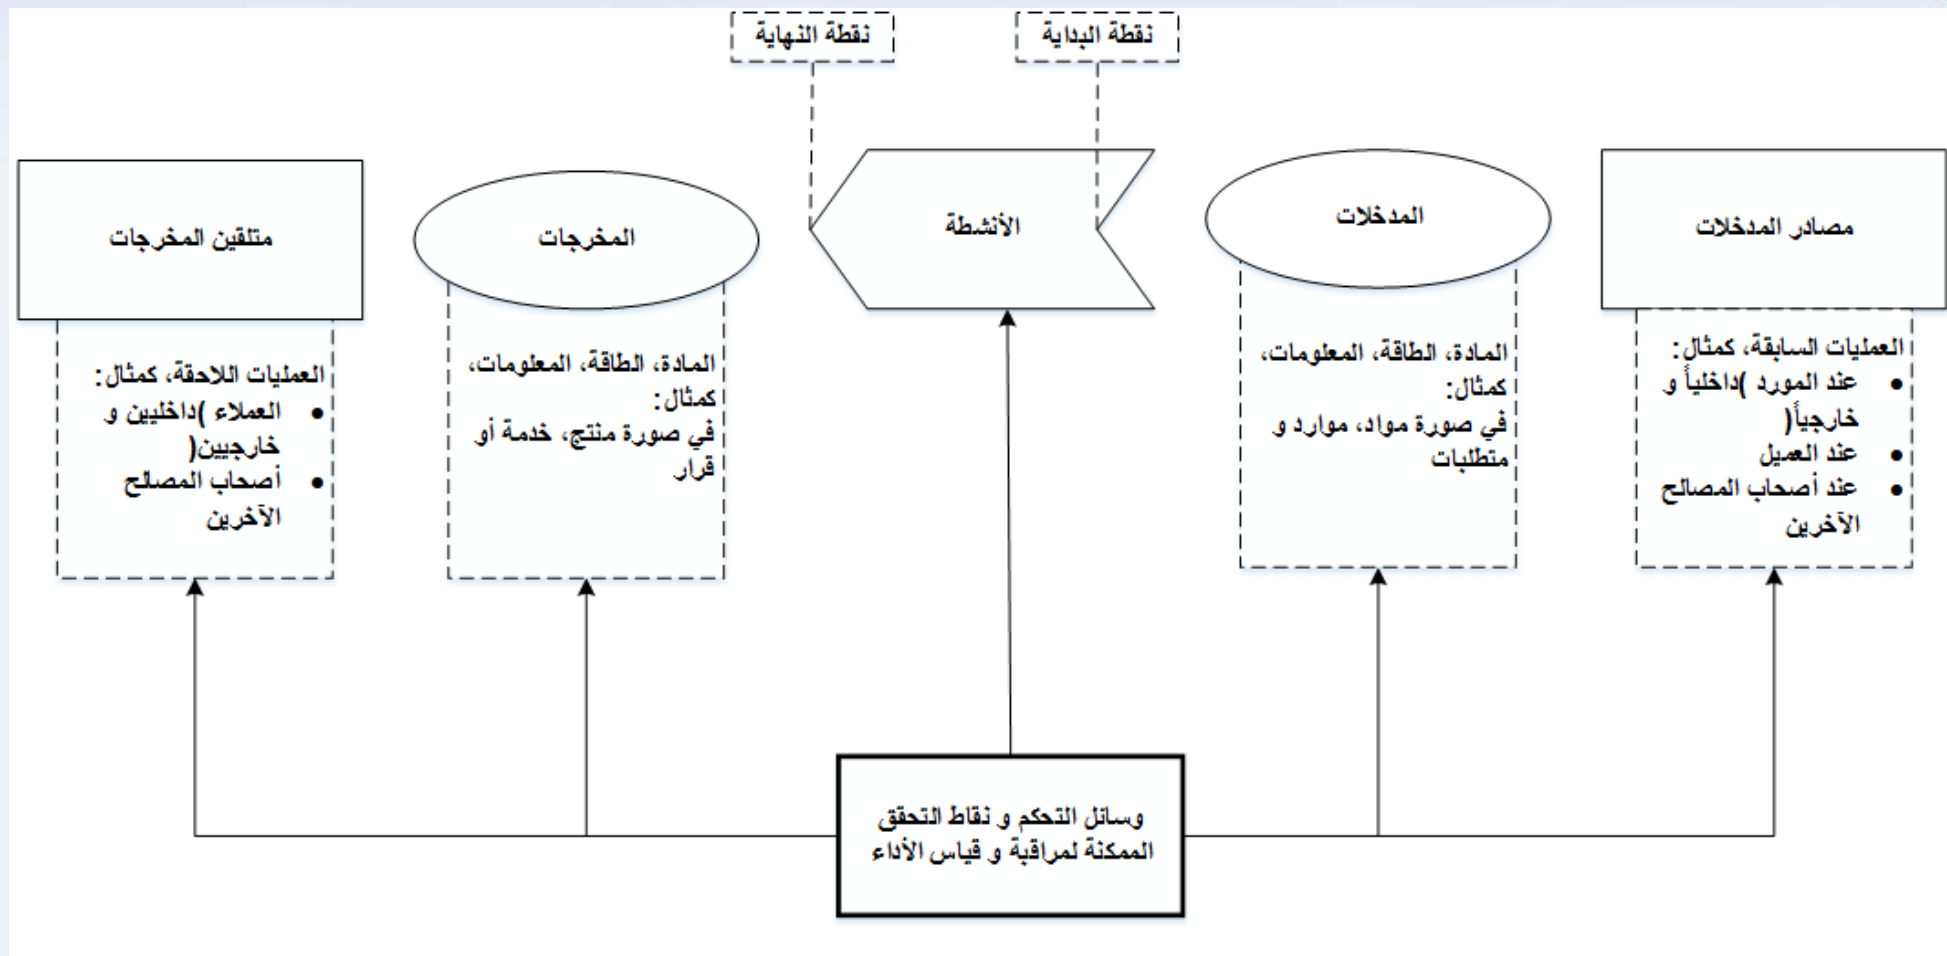 نقطة البداية
نقطة النهاية
مصادر المدخلات
العمليات السابقة، كمثال:
• عند المورد )داخلياً و
خارجياً(
• عند العميل
• عند أصحاب المصالح
الآخرين
المدخلات
المادة، الطاقة، المعلومات،
كمثال:
في صورة مواد، موارد و
متطلبات
الأنشطة
المخرجات
المادة، الطاقة، المعلومات،
كمثال:
في صورة منتج، خدمة أو
قرار
متلقين المخرجات
العمليات اللاحقة، كمثال:
• العملاء )داخليين و
خارجيين(
• أصحاب المصالح
الآخرين
وسائل التحكم و نقاط التحقق
الممكنة لمراقبة و قياس الأداء